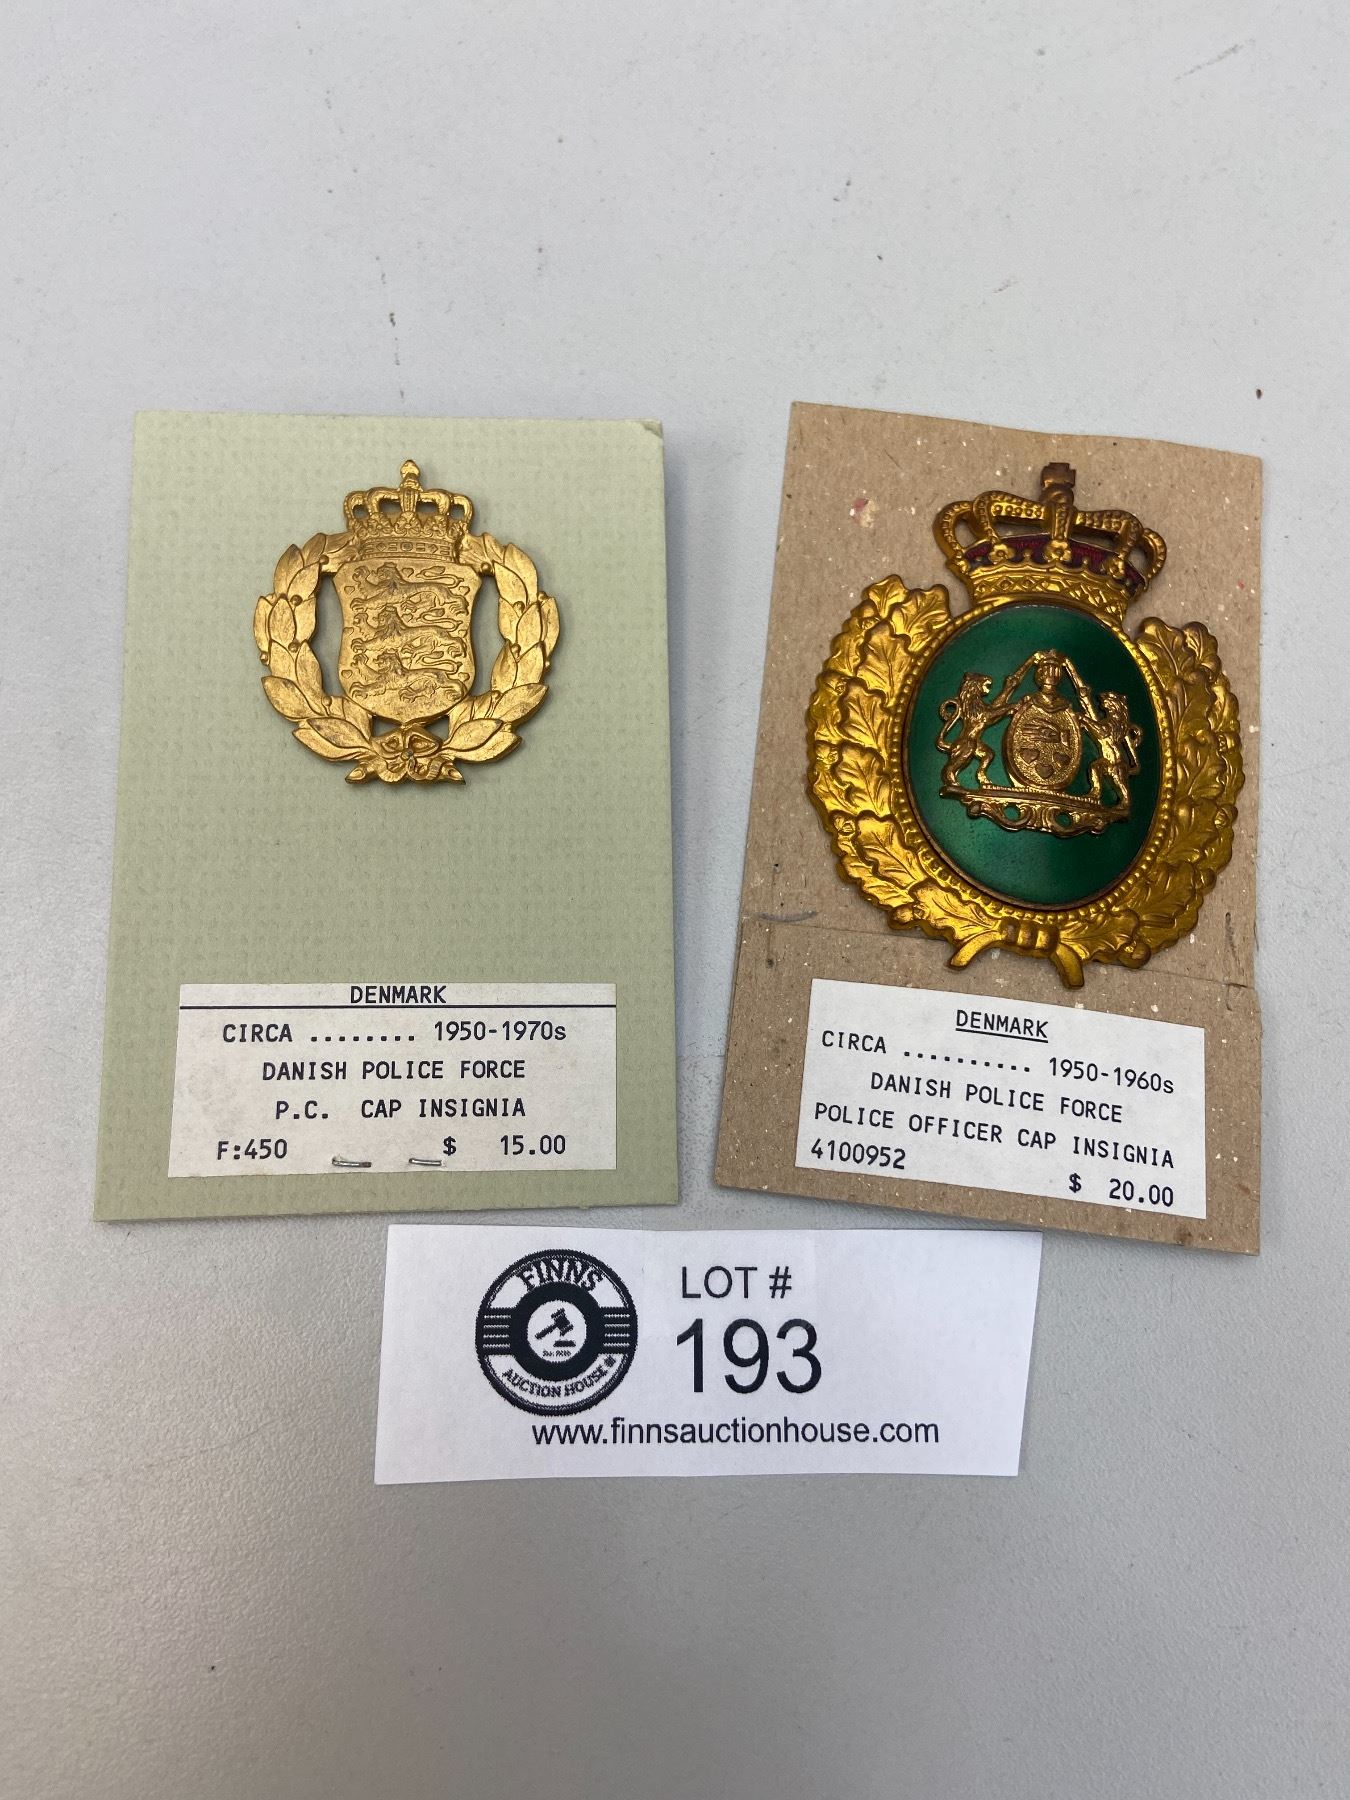 DENMARK
CIRCA ........ 1950-1970s
DANISH POLICE FORCE
P.C. CAP INSIGNIA
F:450 $ 15.00
DENMARK
CIRCA .......... 1950-1960s
DANISH POLICE FORCE
POLICE OFFICER CAP INSIGNIA
4100952
$ 20.00
FINNS
AUCTION HOUSE
LOT #
193
www.finnsauctionhouse.com